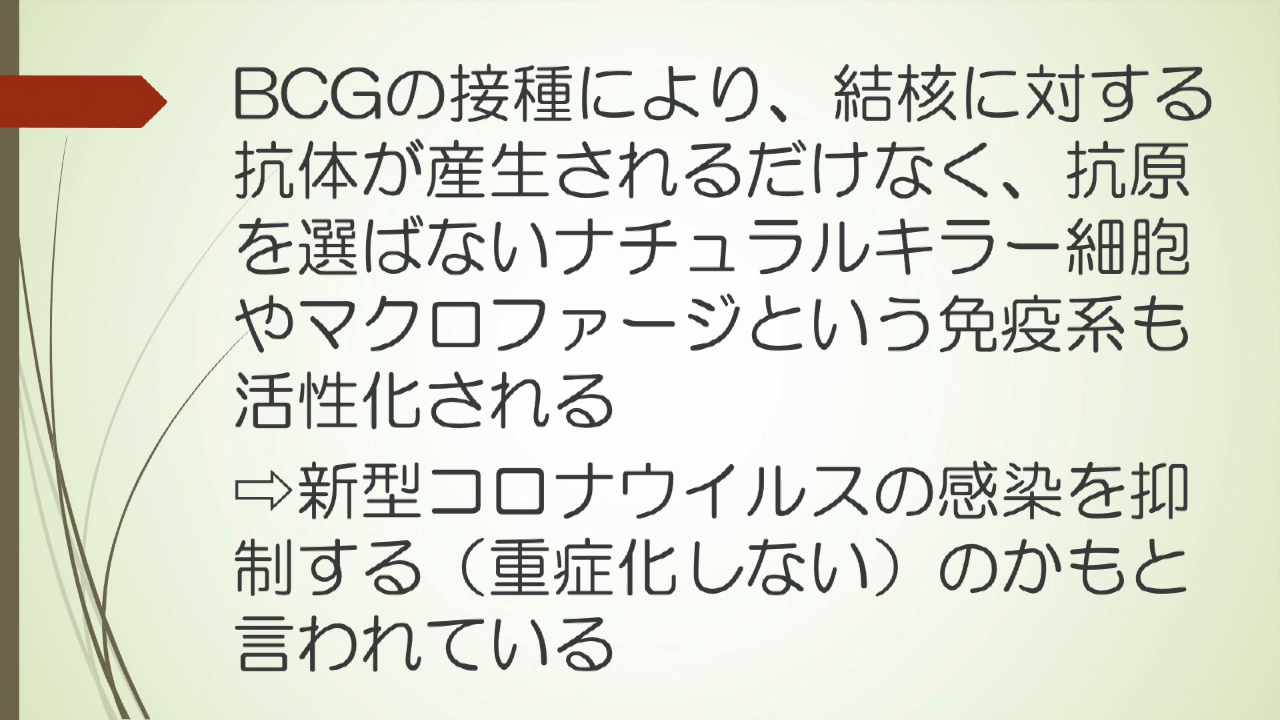 BCGの接種により、結核に対する
抗体が産生されるだけなく、抗原
を選ばないナチュラルキラー細胞
やマクロファージという免疫系も
活性化される
⇨新型コロナウイルスの感染を抑
制する（重症化しない）のかもと
言われている